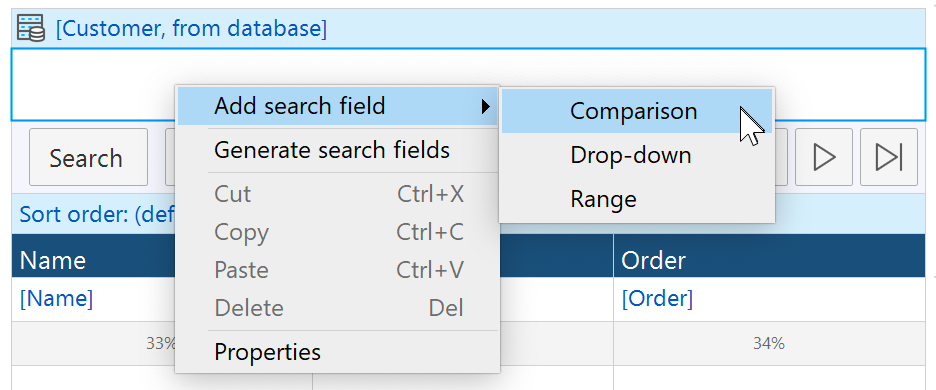 [Customer, from database]
Add search field
Comparison
Search
Generate search fields
Drop-down
Cut Ctrl+X
Range
Sort order: (def
Copy Ctrl+C
Name
Paste Ctrl+V
Order
[Name]
Delete Del
[Order]
33%
Properties
34%